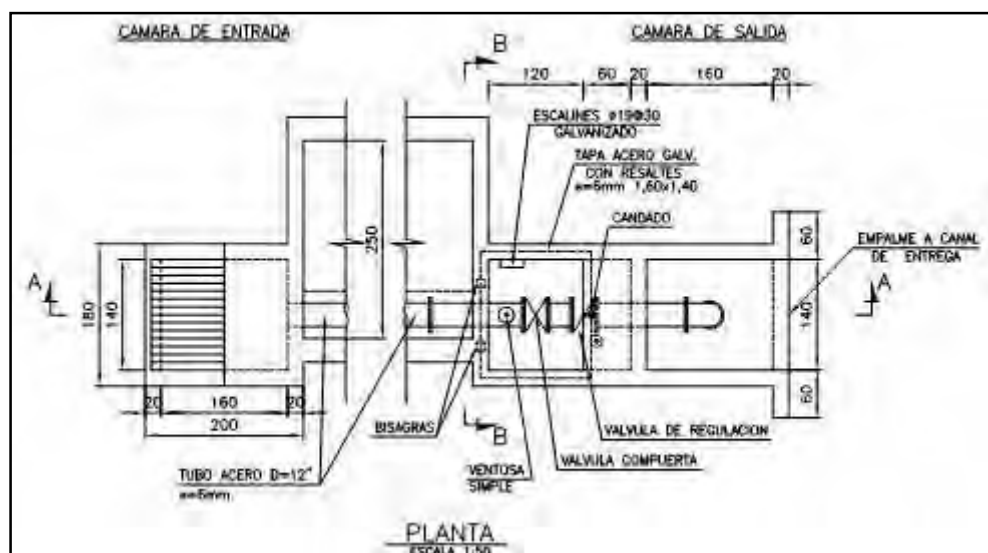 CAMARA DE ENTRADA
CAMARA DE SALIDA
B
120 60 20 160 20
ESCALINES ø19@30
GALVANIZADO
TAPA ACERO GALV.
CON RESALTES
e=6mm 1,60x1,40
CANDADO
60
EMPALME A CANAL
DE ENTREGA
250
A
A
180
140
140
60
20 160 20
200
BISAGRAS
B
VALVULA DE REGULACION
VALVULA COMPUERTA
VENTOSA
SIMPLE
TUBO ACERO D=12"
e=6mm
PLANTA
ESCALA 1:50